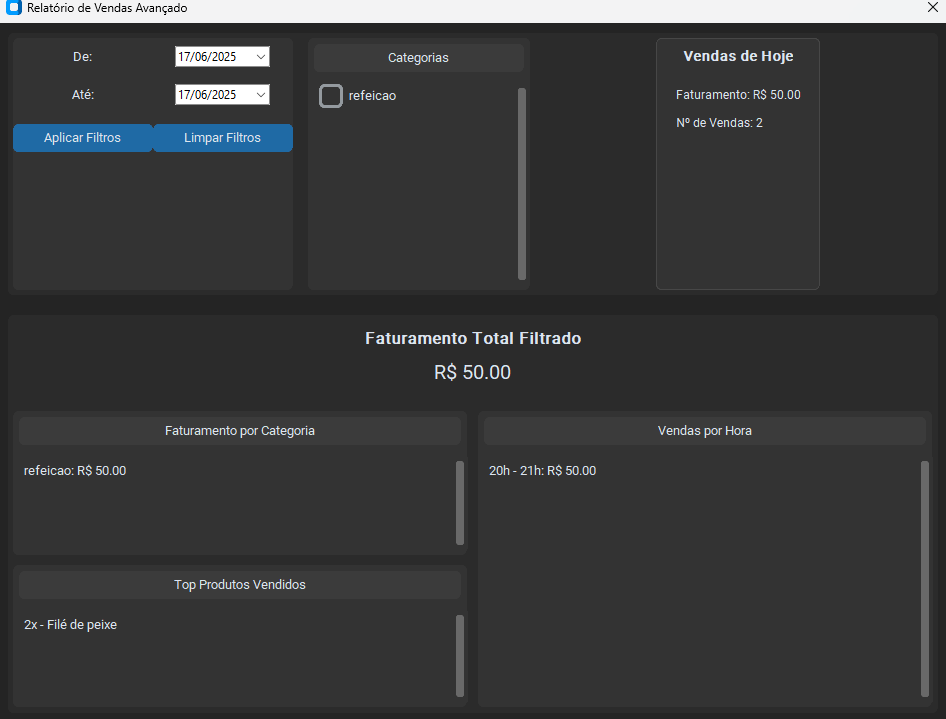 Relatório de Vendas Avançado
De:
17/06/2025
Até:
17/06/2025
Aplicar Filtros
Limpar Filtros
Categorias
refeicao
Vendas de Hoje
Faturamento: R$ 50.00
Nº de Vendas: 2
Faturamento Total Filtrado
R$ 50.00
Faturamento por Categoria
refeicao: R$ 50.00
Top Produtos Vendidos
2x - Filé de peixe
Vendas por Hora
20h - 21h: R$ 50.00